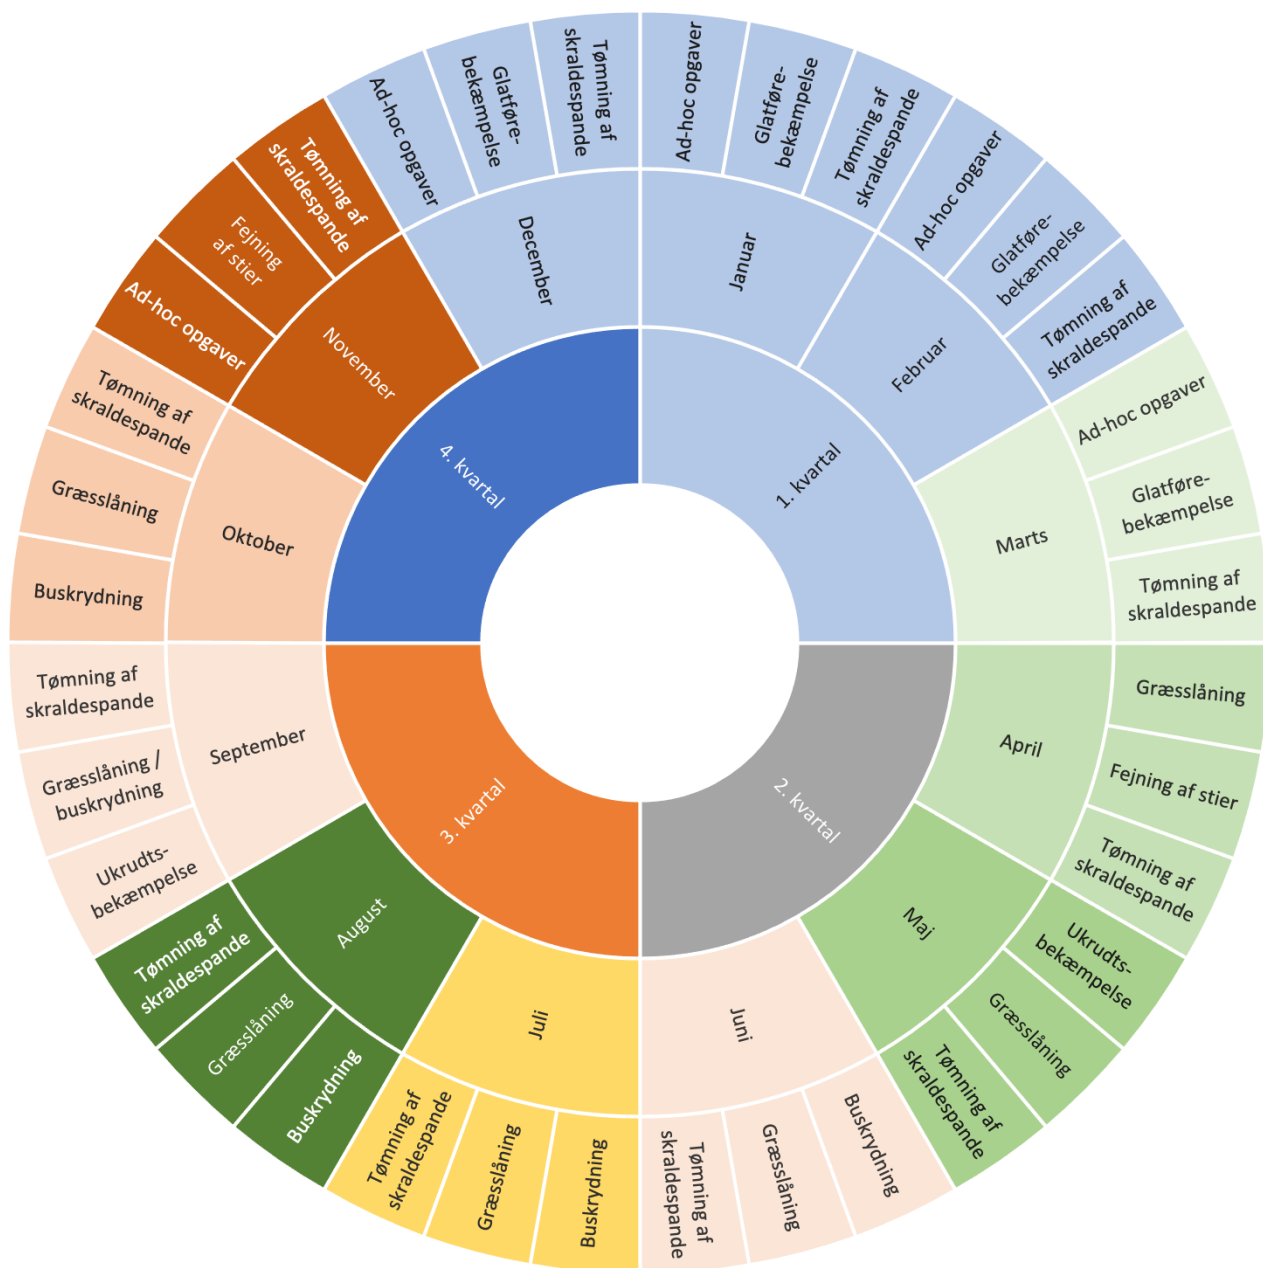 1. kvartal
Januar
Ad-hoc opgaver
Glatføre-
bekæmpelse
Tømning af
skraldespande
Februar
Ad-hoc opgaver
Glatføre-
bekæmpelse
Tømning af
skraldespande
Marts
Ad-hoc opgaver
Glatføre-
bekæmpelse
Tømning af
skraldespande
2. kvartal
April
Græsslåning
Fejning af stier
Tømning af
skraldespande
Maj
Ukrudts-
bekæmpelse
Græsslåning
Tømning af
skraldespande
Juni
Buskrydning
Græsslåning
Tømning af
skraldespande
3. kvartal
Juli
Buskrydning
Græsslåning
Tømning af
skraldespande
August
Buskrydning
Græsslåning
Tømning af
skraldespande
September
Ukrudts-
bekæmpelse
Græsslåning /
buskrydning
Tømning af
skraldespande
4. kvartal
Oktober
Buskrydning
Græsslåning
Tømning af
skraldespande
November
Ad-hoc opgaver
Fejning
af stier
Tømning af
skraldespande
December
Ad-hoc opgaver
Glatføre-
bekæmpelse
Tømning af
skraldespande